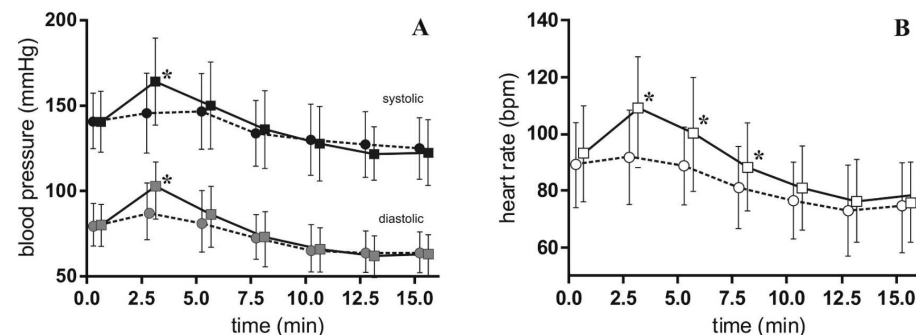 A
blood pressure (mmHg)
200
150
100
50
systolic
diastolic
*
*
0.0 2.5 5.0 7.5 10.0 12.5 15.0
time (min)
B
heart rate (bpm)
120
100
80
60
*
*
*
0.0 2.5 5.0 7.5 10.0 12.5 15.0
time (min)